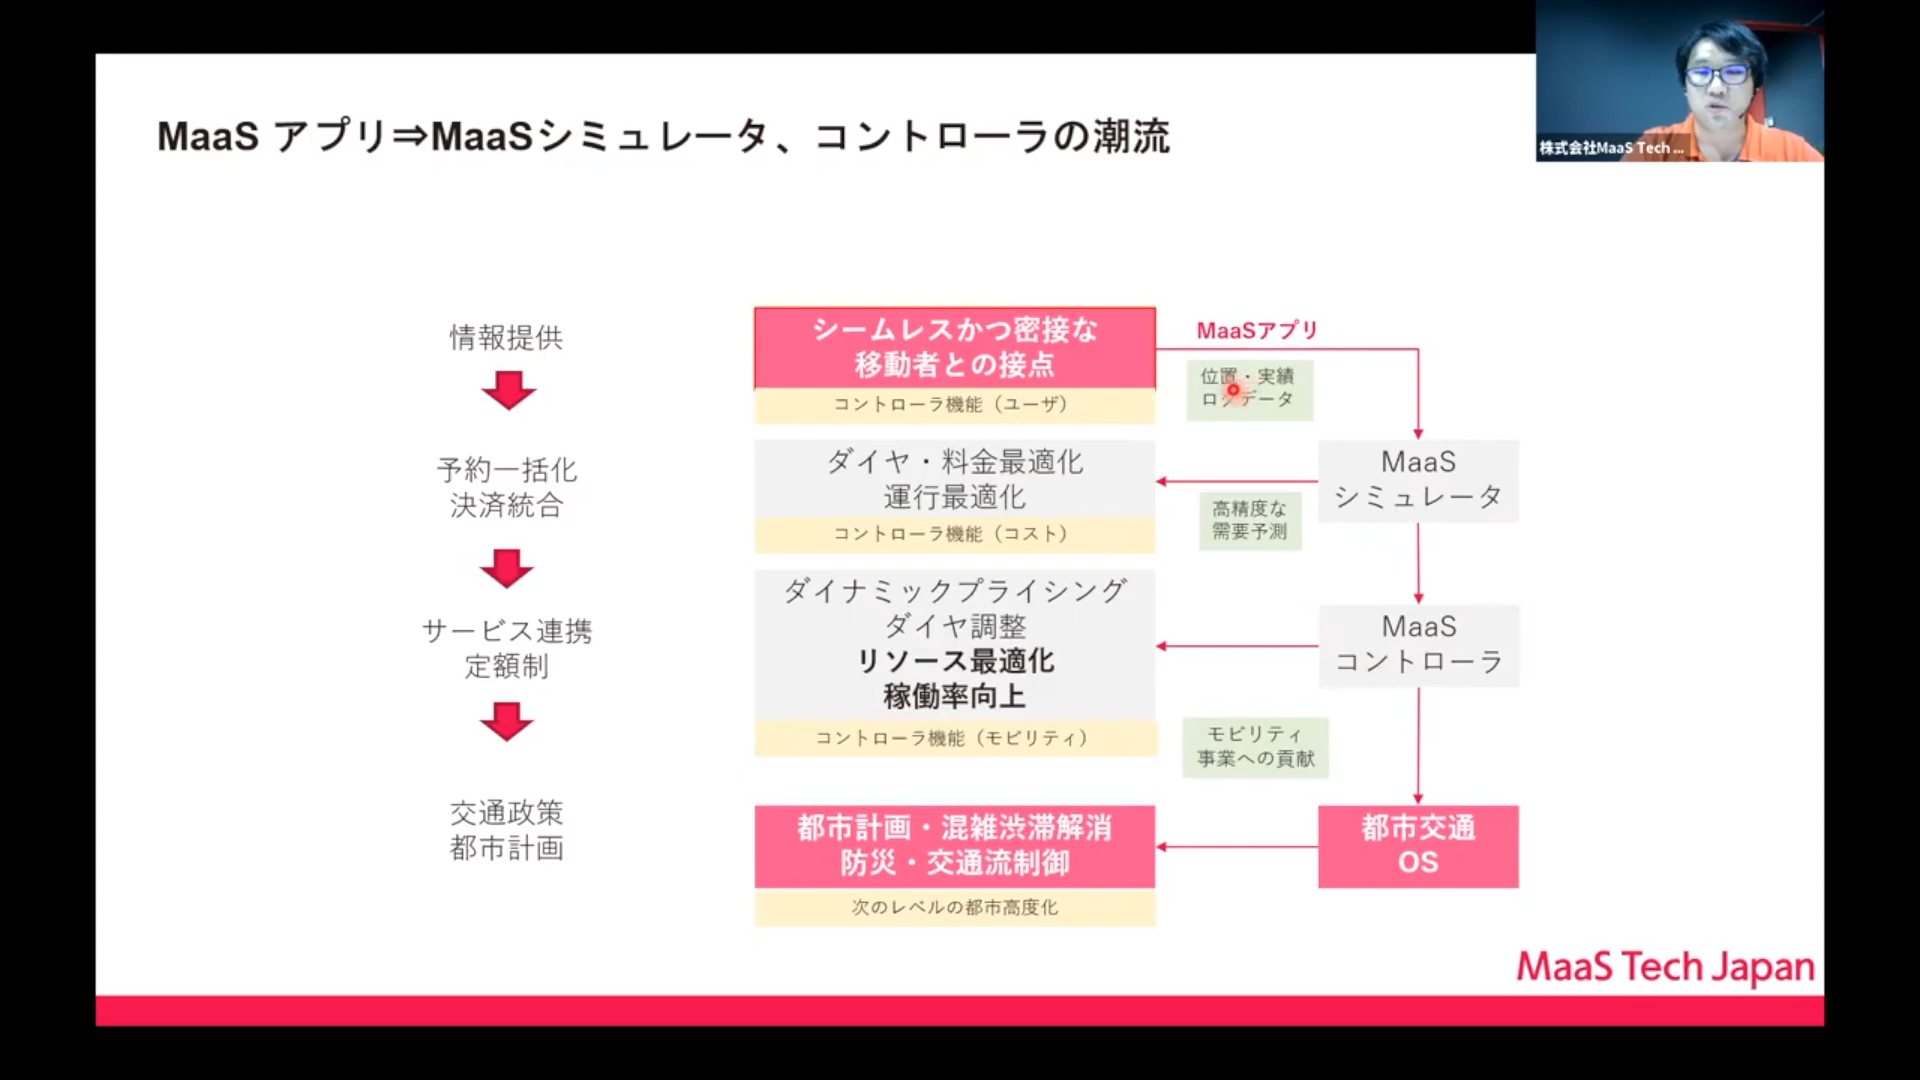 MaaS アプリ⇒MaaSシミュレータ、コントローラの潮流
株式会社MaaS Tech ...
情報提供
予約一括化
決済統合
サービス連携
定額制
交通政策
都市計画
シームレスかつ密接な
移動者との接点
コントローラ機能（ユーザ）
ダイヤ・料金最適化
運行最適化
コントローラ機能（コスト）
ダイナミックプライシング
ダイヤ調整
リソース最適化
稼働率向上
コントローラ機能（モビリティ）
都市計画・混雑渋滞解消
防災・交通流制御
次のレベルの都市高度化
MaaSアプリ
位置・実績
ログデータ
高精度な
需要予測
モビリティ
事業への貢献
MaaS
シミュレータ
MaaS
コントローラ
都市交通
OS
MaaS Tech Japan